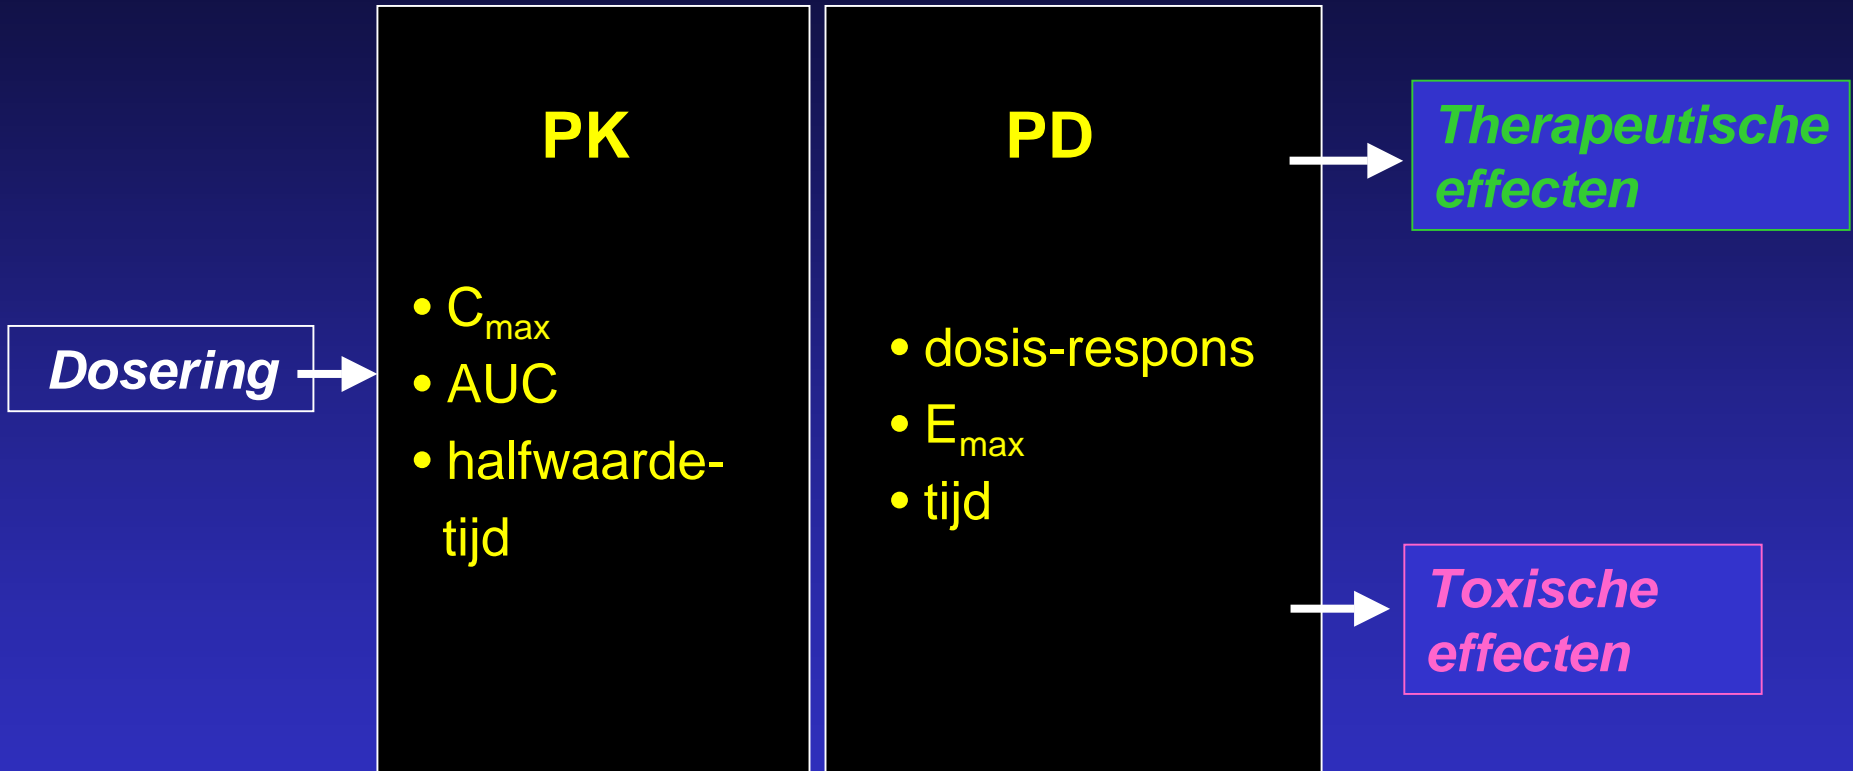 Dosering
PK
• Cmax
• AUC
• halfwaarde-
tijd
PD
• dosis-respons
• Emax
• tijd
Therapeutische
effecten
Toxische
effecten